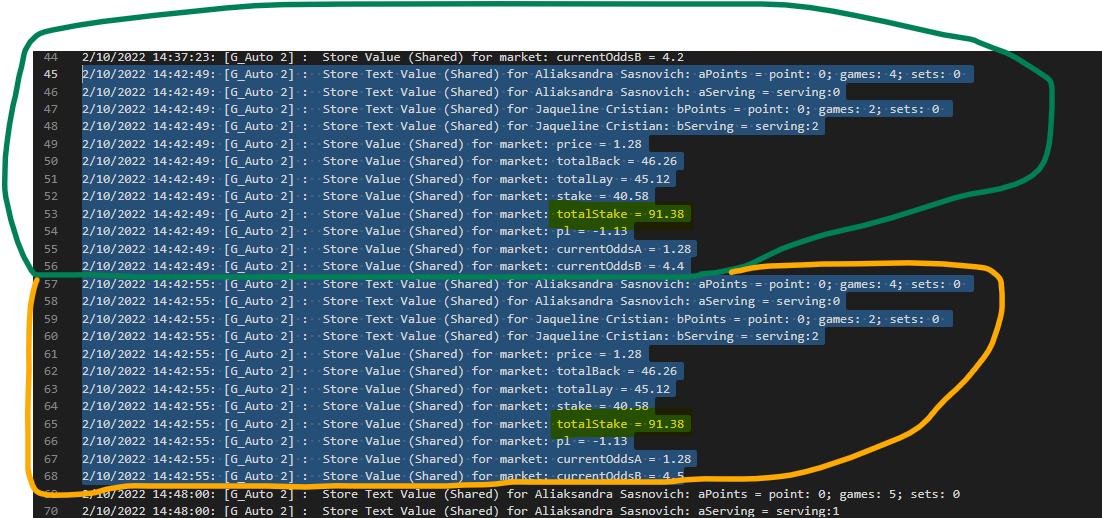 44 2/10/2022 14:37:23: [G_Auto 2] : Store Value (Shared) for market: currentOddsB = 4.2
45 2/10/2022 14:42:49: [G_Auto 2] : Store Text Value (Shared) for Aliaksandra Sasnovich: aPoints = point: 0; games: 4; sets: 0
46 2/10/2022 14:42:49: [G_Auto 2] : Store Text Value (Shared) for Aliaksandra Sasnovich: aServing = serving:0
47 2/10/2022 14:42:49: [G_Auto 2] : Store Text Value (Shared) for Jaqueline Cristian: bPoints = point: 0; games: 2; sets: 0
48 2/10/2022 14:42:49: [G_Auto 2] : Store Text Value (Shared) for Jaqueline Cristian: bServing = serving:2
49 2/10/2022 14:42:49: [G_Auto 2] : Store Value (Shared) for market: price = 1.28
50 2/10/2022 14:42:49: [G_Auto 2] : Store Value (Shared) for market: totalBack = 46.26
51 2/10/2022 14:42:49: [G_Auto 2] : Store Value (Shared) for market: totalLay = 45.12
52 2/10/2022 14:42:49: [G_Auto 2] : Store Value (Shared) for market: stake = 40.58
53 2/10/2022 14:42:49: [G_Auto 2] : Store Value (Shared) for market: totalStake = 91.38
54 2/10/2022 14:42:49: [G_Auto 2] : Store Value (Shared) for market: pl = -1.13
55 2/10/2022 14:42:49: [G_Auto 2] : Store Value (Shared) for market: currentOddsA = 1.28
56 2/10/2022 14:42:49: [G_Auto 2] : Store Value (Shared) for market: currentOddsB = 4.4
57 2/10/2022 14:42:55: [G_Auto 2] : Store Text Value (Shared) for Aliaksandra Sasnovich: aPoints = point: 0; games: 4; sets: 0
58 2/10/2022 14:42:55: [G_Auto 2] : Store Text Value (Shared) for Aliaksandra Sasnovich: aServing = serving:0
59 2/10/2022 14:42:55: [G_Auto 2] : Store Text Value (Shared) for Jaqueline Cristian: bPoints = point: 0; games: 2; sets: 0
60 2/10/2022 14:42:55: [G_Auto 2] : Store Text Value (Shared) for Jaqueline Cristian: bServing = serving:2
61 2/10/2022 14:42:55: [G_Auto 2] : Store Value (Shared) for market: price = 1.28
62 2/10/2022 14:42:55: [G_Auto 2] : Store Value (Shared) for market: totalBack = 46.26
63 2/10/2022 14:42:55: [G_Auto 2] : Store Value (Shared) for market: totalLay = 45.12
64 2/10/2022 14:42:55: [G_Auto 2] : Store Value (Shared) for market: stake = 40.58
65 2/10/2022 14:42:55: [G_Auto 2] : Store Value (Shared) for market: totalStake = 91.38
66 2/10/2022 14:42:55: [G_Auto 2] : Store Value (Shared) for market: pl = -1.13
67 2/10/2022 14:42:55: [G_Auto 2] : Store Value (Shared) for market: currentOddsA = 1.28
68 2/10/2022 14:42:55: [G_Auto 2] : Store Value (Shared) for market: currentOddsB = 4.5
69 2/10/2022 14:48:00: [G_Auto 2] : Store Text Value (Shared) for Aliaksandra Sasnovich: aPoints = point: 0; games: 5; sets: 0
70 2/10/2022 14:48:00: [G_Auto 2] : Store Text Value (Shared) for Aliaksandra Sasnovich: aServing = serving:1